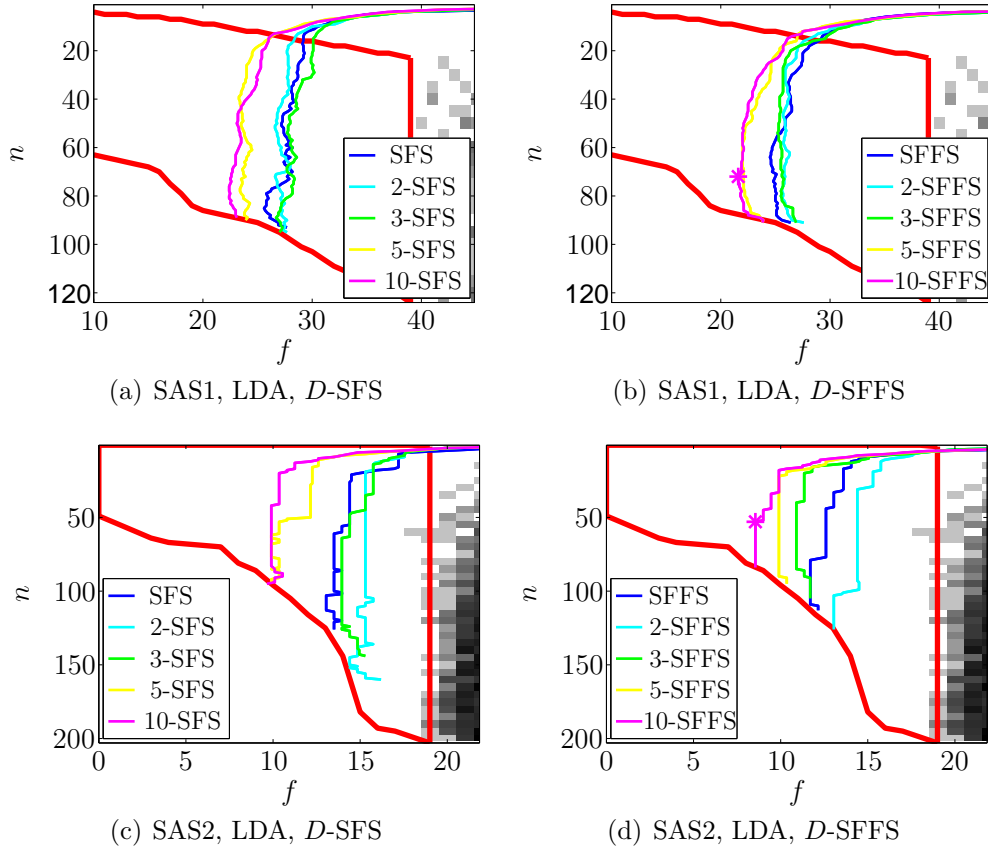 20
40
60
80
100
120
10
20
30
40
n
f
SFS
2-SFS
3-SFS
5-SFS
10-SFS
(a) SAS1, LDA, D-SFS
20
40
60
80
100
120
10
20
30
40
n
f
SFFS
2-SFFS
3-SFFS
5-SFFS
10-SFFS
(b) SAS1, LDA, D-SFFS
50
100
150
200
0
5
10
15
20
n
f
SFS
2-SFS
3-SFS
5-SFS
10-SFS
(c) SAS2, LDA, D-SFS
50
100
150
200
0
5
10
15
20
n
f
SFFS
2-SFFS
3-SFFS
5-SFFS
10-SFFS
(d) SAS2, LDA, D-SFFS